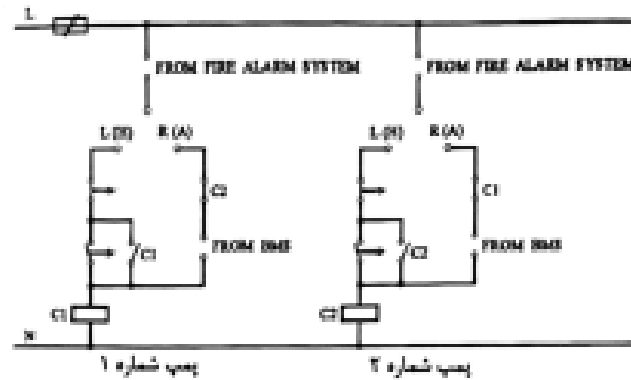 L
FROM FIRE ALARM SYSTEM
FROM FIRE ALARM SYSTEM
L (H) R (A)
L (H) R (A)
C2
C1
C1
FROM BMS
C2
FROM BMS
C1
C2
N
پمپ شماره ۱
پمپ شماره ۲